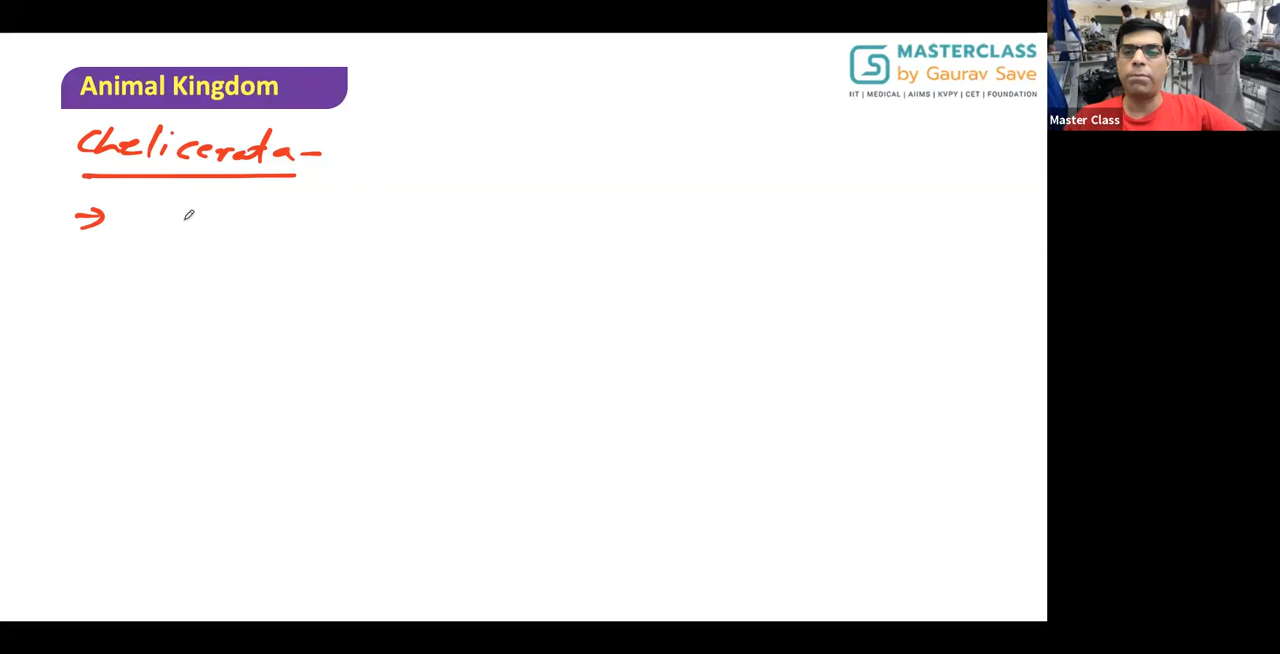 MASTERCLASS
by Gaurav Save
IIT | MEDICAL | AIIMS | KVPY | CET | FOUNDATION
Animal Kingdom
Master Class
Chelicerata -
→